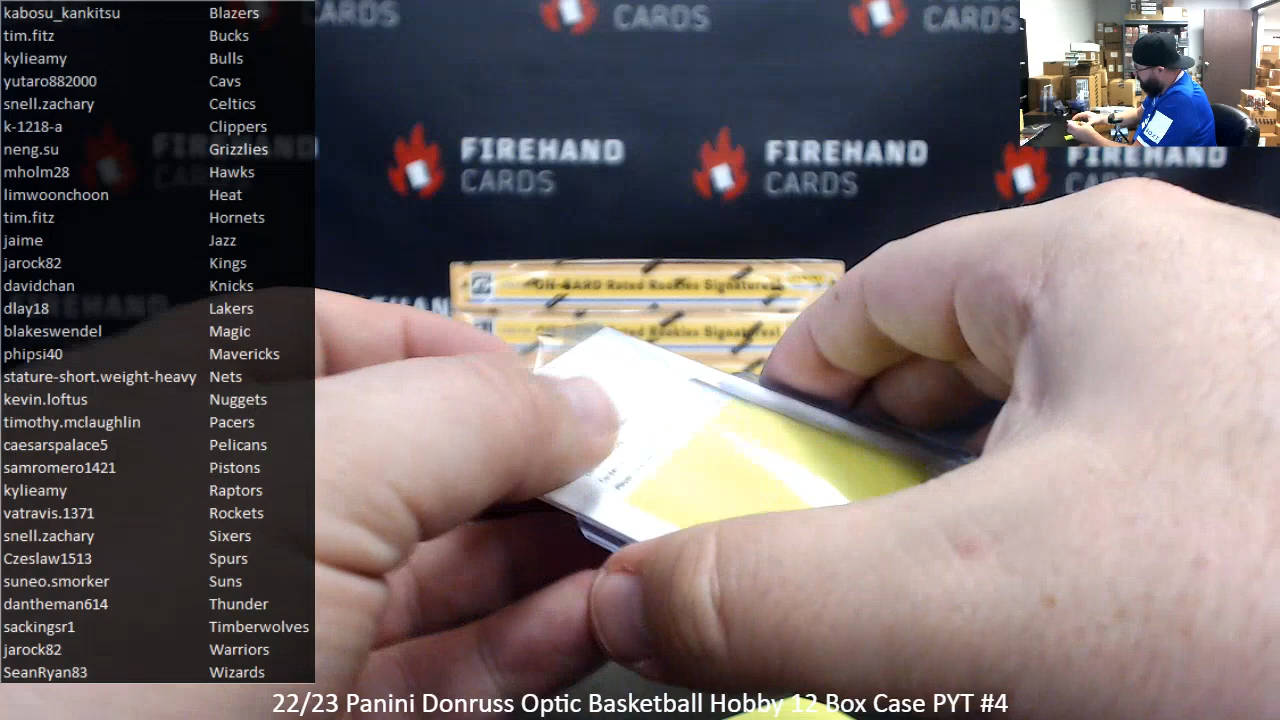 kabosu_kankitsu Blazers
tim.fitz Bucks
kylieamy Bulls
yutaro882000 Cavs
snell.zachary Celtics
k-1218-a Clippers
neng.su Grizzlies
mholm28 Hawks
limwoonchoon Heat
tim.fitz Hornets
jaime Jazz
jarock82 Kings
davidchan Knicks
dlay18 Lakers
blakeswendel Magic
phipsi40 Mavericks
stature-short.weight-heavy Nets
kevin.loftus Nuggets
timothy.mclaughlin Pacers
caesarspalace5 Pelicans
samromero1421 Pistons
kylieamy Raptors
vatravis.1371 Rockets
snell.zachary Sixers
Czeslaw1513 Spurs
suneo.smorker Suns
dantheman614 Thunder
sackingsr1 Timberwolves
jarock82 Warriors
SeanRyan83 Wizards
CARDS
CARDS
CARDS
FIREHAND
CARDS
FIREHAND
CARDS
FIREHAND
CARDS
ON-CARD Rated Rookies Signatures!
Rated Rookies Signatures!
22/23 Panini Donruss Optic Basketball Hobby 12 Box Case PYT #4